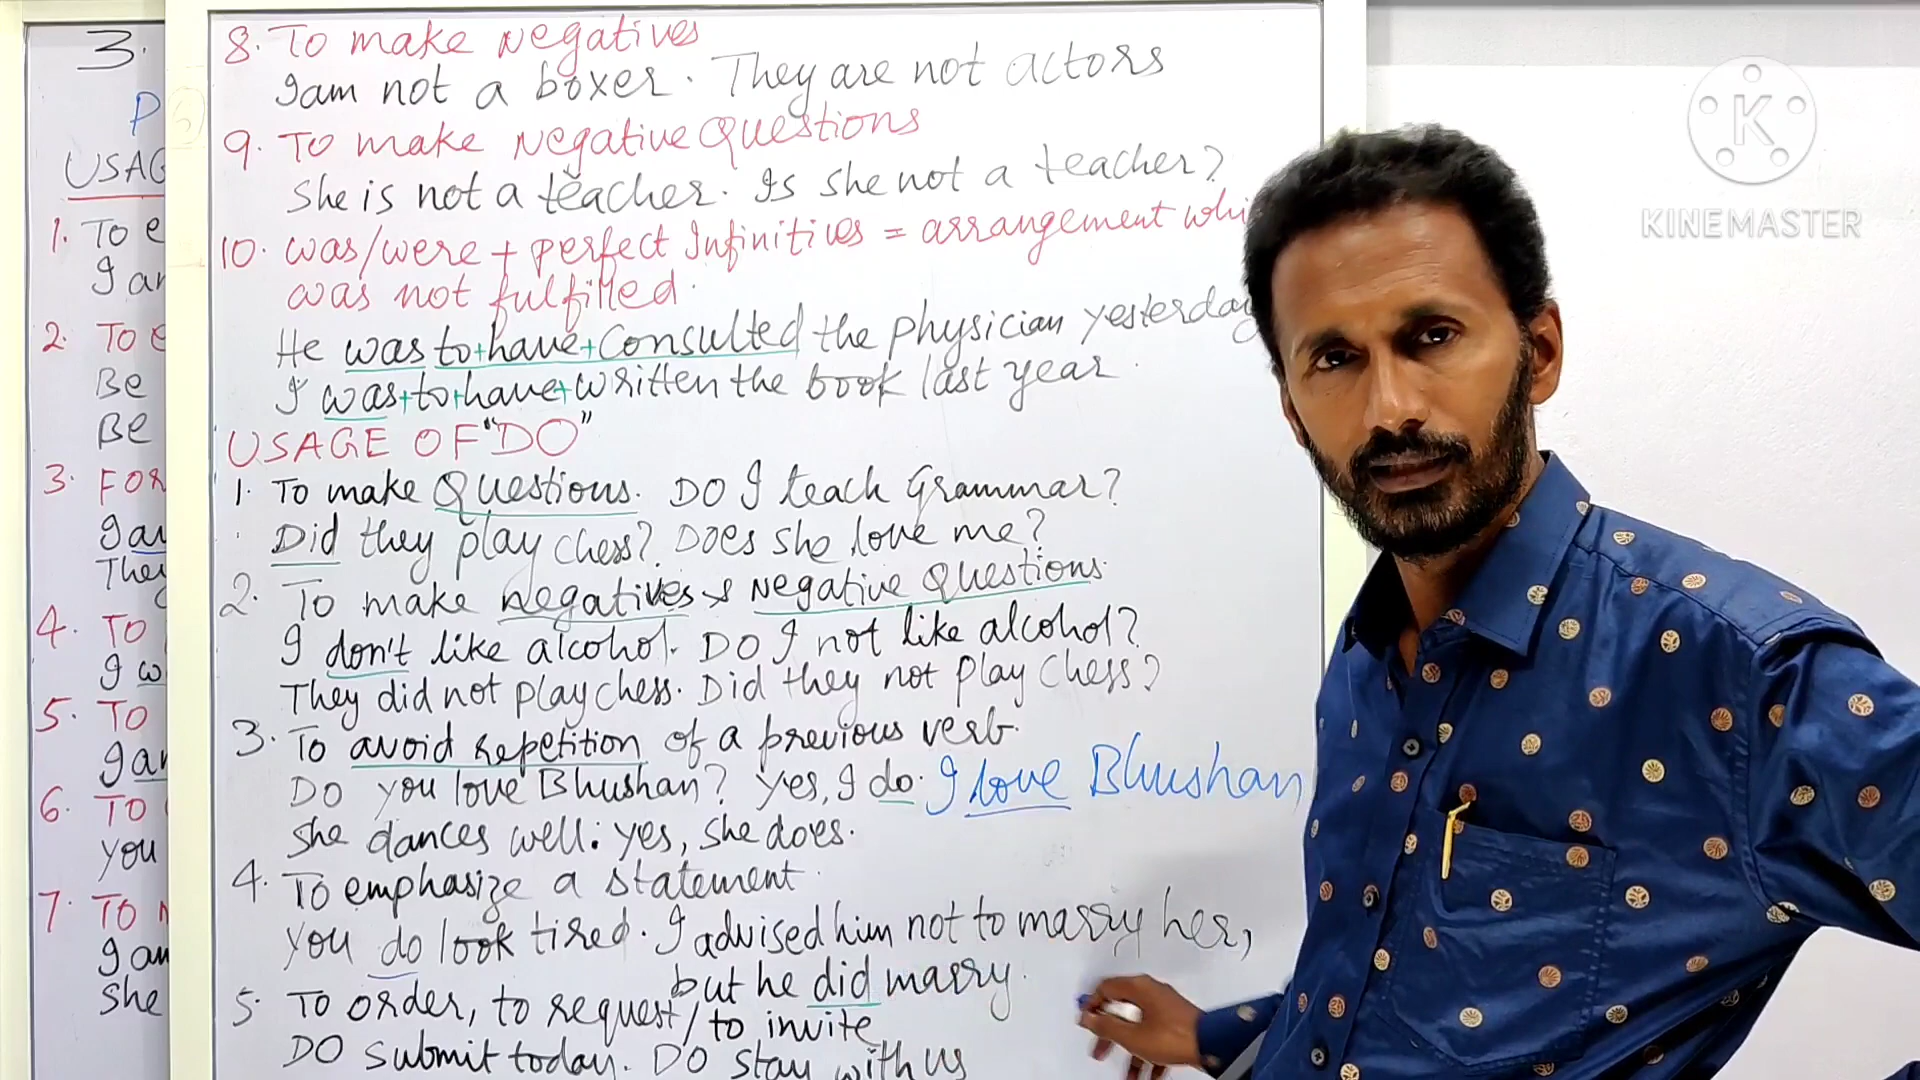 3.
P
USAG
1. To e
I am
2. TO e
Be
Be
3. FOR
I am
They
4. TO
I w
5. TO
I am
6. TO
you
7. TO
I am
She
8. To make negatives
I am not a boxer. They are not actors
9. To make Negative Questions
She is not a teacher. Is she not a teacher?
10. was/were + perfect Infinitives = arrangement whi
was not fulfilled.
He was to+have+consulted the physician yesterday
I was+to+have+written the book last year.
USAGE OF "DO"
1. To make Questions. DO I teach Grammar?
Did they play chess? Does she love me?
2. To make negatives & Negative Questions.
I don't like alcohol. DO I not like alcohol?
They did not play chess. Did they not play chess?
3. To avoid repetition of a previous verb.
Do you love Bhushan? Yes, I do. I love Bhushan
She dances well: yes, she does.
4. To emphasize a statement.
You do look tired. I advised him not to marry her,
but he did marry.
5. To order, to request/to invite
DO submit today. DO stay with us
K
KINEMASTER